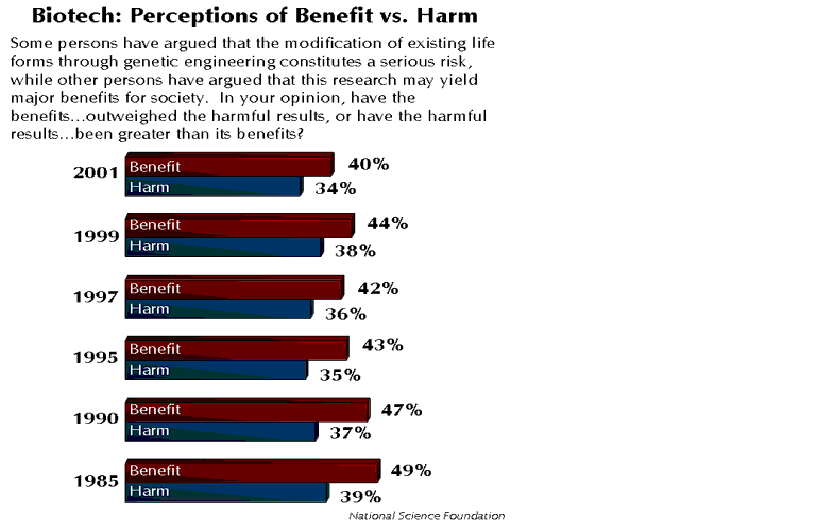 Biotech: Perceptions of Benefit vs. Harm
Some persons have argued that the modification of existing life
forms through genetic engineering constitutes a serious risk,
while other persons have argued that this research may yield
major benefits for society. In your opinion, have the
benefits...outweighed the harmful results, or have the harmful
results...been greater than its benefits?
2001
Benefit 40%
Harm 34%
1999
Benefit 44%
Harm 38%
1997
Benefit 42%
Harm 36%
1995
Benefit 43%
Harm 35%
1990
Benefit 47%
Harm 37%
1985
Benefit 49%
Harm 39%
National Science Foundation